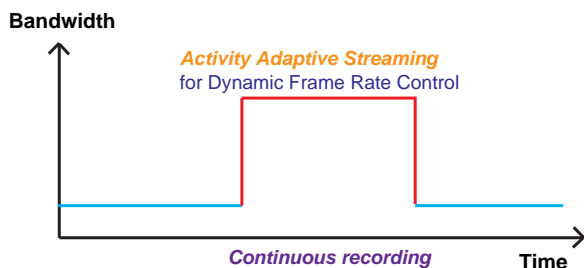 Bandwidth
Activity Adaptive Streaming
for Dynamic Frame Rate Control
Continuous recording
Time